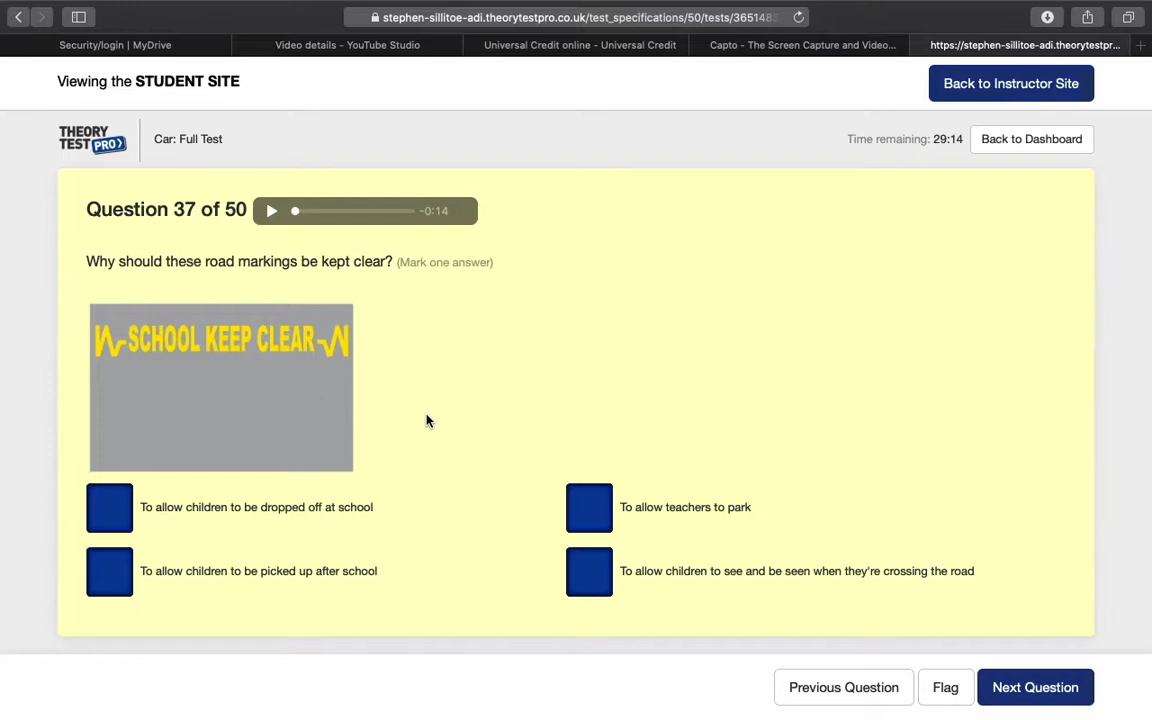 stephen-sillitoe-adi.theorytestpro.co.uk/test_specifications/50/tests/3651483
Security/login | MyDrive
Video details - YouTube Studio
Universal Credit online - Universal Credit
Capto - The Screen Capture and Video...
https://stephen-sillitoe-adi.theorytestpr...
Viewing the STUDENT SITE
Back to Instructor Site
THEORY
TEST PRO
Car: Full Test
Time remaining: 29:14
Back to Dashboard
Question 37 of 50
-0:14
Why should these road markings be kept clear? (Mark one answer)
SCHOOL KEEP CLEAR
To allow children to be dropped off at school
To allow teachers to park
To allow children to be picked up after school
To allow children to see and be seen when they're crossing the road
Previous Question
Flag
Next Question